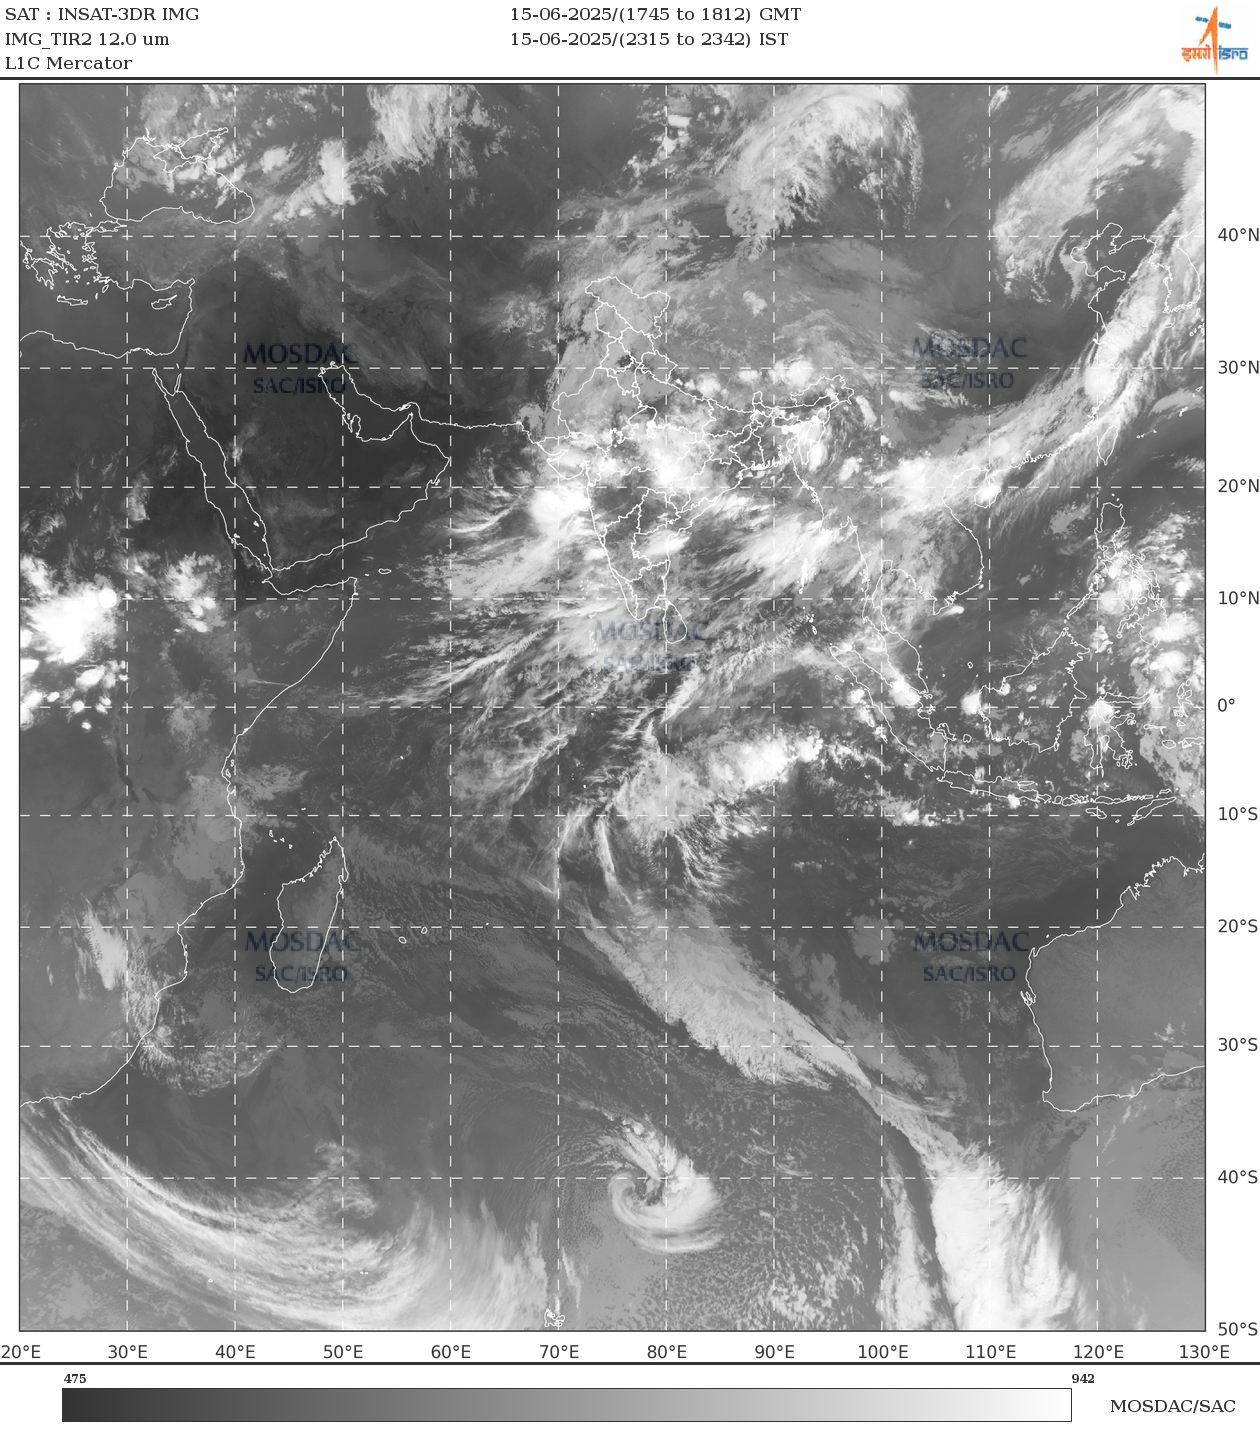 SAT : INSAT-3DR IMG
15-06-2025/(1745 to 1812) GMT
IMG_TIR2 12.0 um
15-06-2025/(2315 to 2342) IST
L1C Mercator
इसरो isro
40°N
MOSDAC
SAC/ISRO
MOSDAC
SAC/ISRO
30°N
20°N
10°N
MOSDAC
SAC/ISRO
0°
10°S
20°S
MOSDAC
SAC/ISRO
MOSDAC
SAC/ISRO
30°S
40°S
50°S
20°E 30°E 40°E 50°E 60°E 70°E 80°E 90°E 100°E 110°E 120°E 130°E
475
942
MOSDAC/SAC